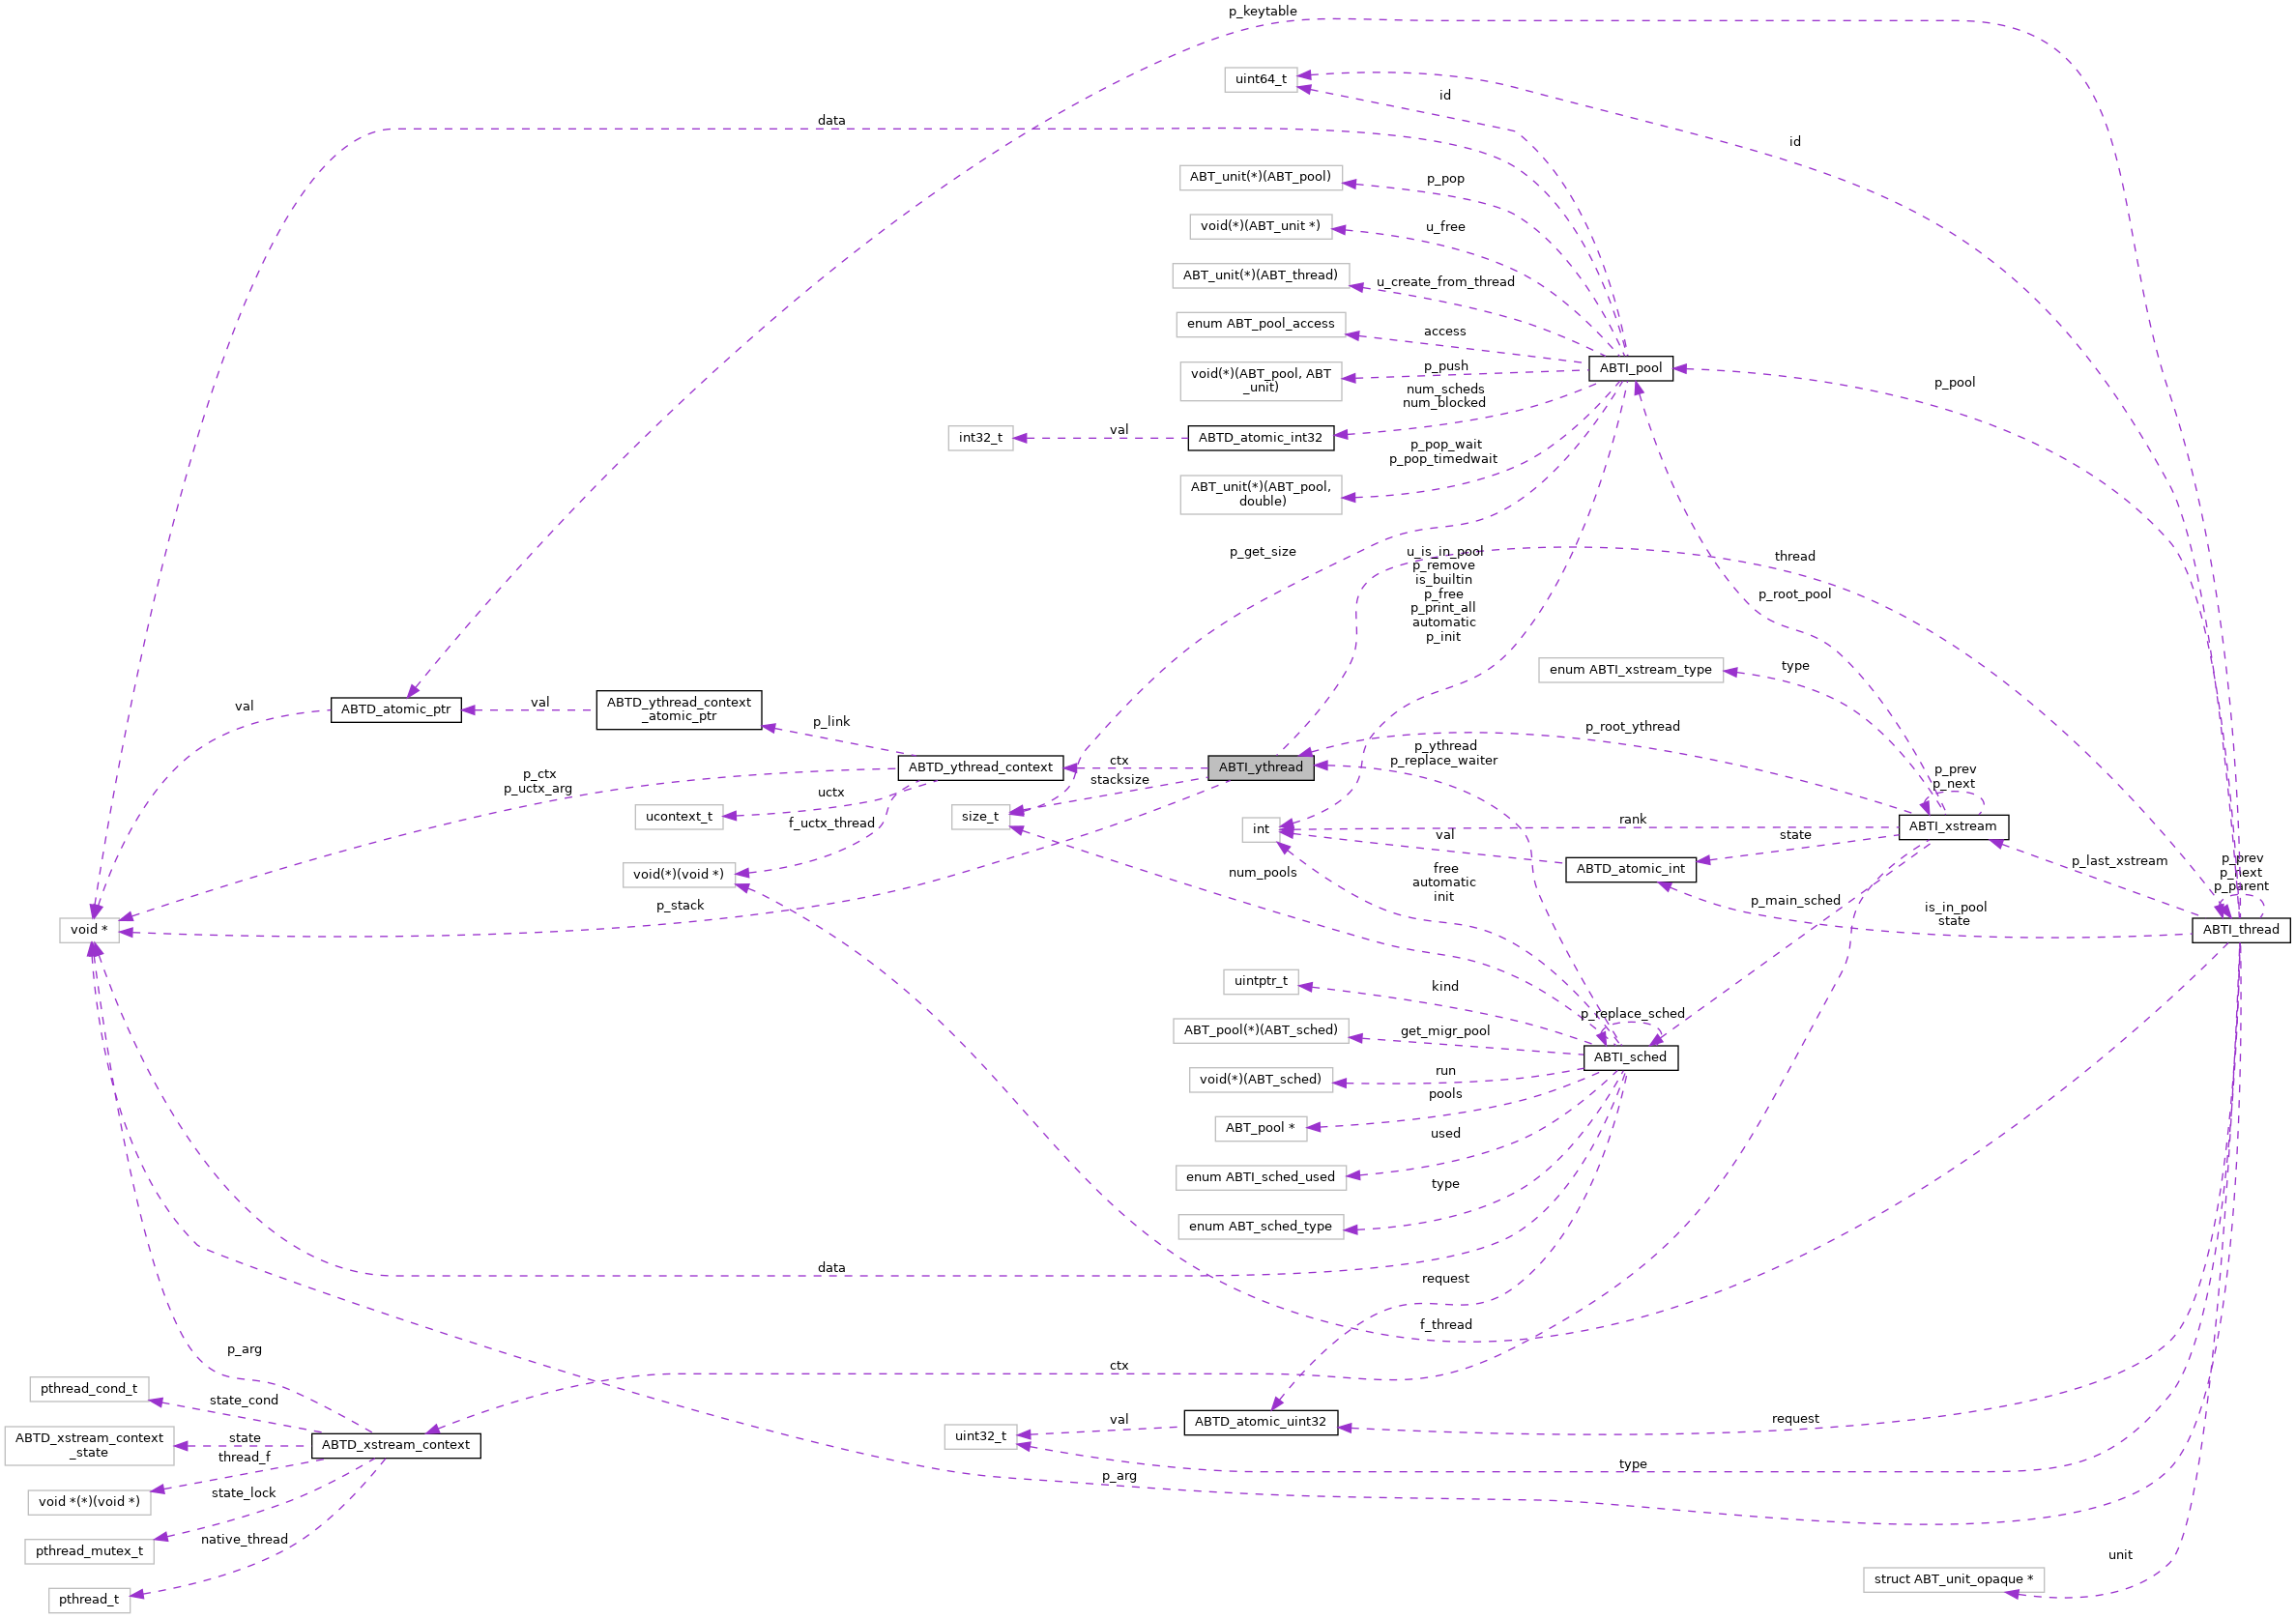 p_keytable
uint64_t
id
data
id
ABT_unit(*)(ABT_pool)
p_pop
void(*)(ABT_unit *)
u_free
ABT_unit(*)(ABT_thread)
u_create_from_thread
enum ABT_pool_access
access
void(*)(ABT_pool, ABT
_unit)
p_push
ABTI_pool
p_pool
num_scheds
num_blocked
int32_t
val
ABTD_atomic_int32
p_pop_wait
p_pop_timedwait
ABT_unit(*)(ABT_pool,
double)
p_get_size
u_is_in_pool
p_remove
is_builtin
p_free
p_print_all
automatic
p_init
thread
p_root_pool
enum ABTI_xstream_type
type
val
ABTD_atomic_ptr
val
ABTD_ythread_context
_atomic_ptr
p_link
p_root_ythread
p_ythread
p_replace_waiter
ABTD_ythread_context
ctx
ABTI_ythread
p_ctx
p_uctx_arg
stacksize
uctx
ucontext_t
f_uctx_thread
size_t
int
rank
val
p_prev
p_next
ABTI_xstream
state
ABTD_atomic_int
void(*)(void *)
num_pools
free
automatic
init
p_last_xstream
p_prev
p_next
p_parent
p_main_sched
is_in_pool
state
p_stack
void *
ABTI_thread
uintptr_t
kind
p_replace_sched
ABT_pool(*)(ABT_sched)
get_migr_pool
ABTI_sched
void(*)(ABT_sched)
run
pools
ABT_pool *
used
enum ABTI_sched_used
type
enum ABT_sched_type
data
request
f_thread
p_arg
ctx
pthread_cond_t
state_cond
ABTD_xstream_context
_state
state
ABTD_xstream_context
thread_f
void *(*)(void *)
state_lock
pthread_mutex_t
native_thread
pthread_t
uint32_t
val
ABTD_atomic_uint32
request
type
p_arg
unit
struct ABT_unit_opaque *